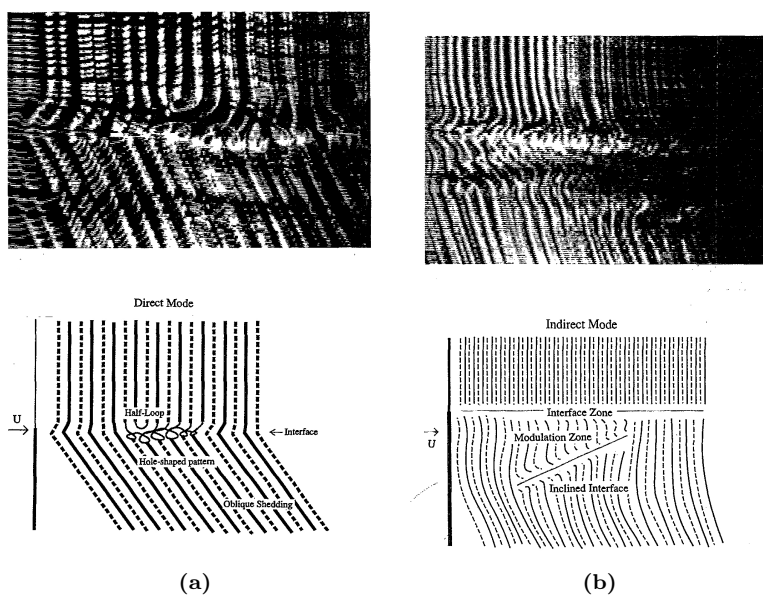 Direct Mode
Half-Loop
U
Interface
Hole-shaped pattern
Oblique Shedding
(a)
Indirect Mode
Interface Zone
U
Modulation Zone
Inclined Interface
(b)